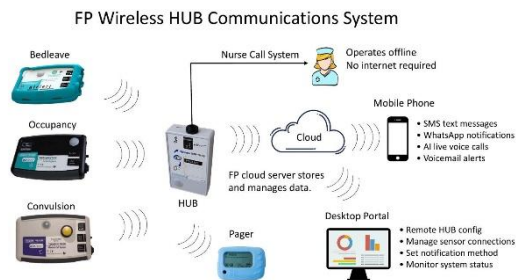 FP Wireless HUB Communications System
Bedleave
Nurse Call System
Operates offline
No internet required
Occupancy
Mobile Phone
• SMS text messages
• WhatsApp notifications
• AI live voice calls
• Voicemail alerts
Cloud
FP cloud server stores
and manages data.
Convulsion
HUB
Pager
Desktop Portal
• Remote HUB config
• Manage sensor connections
• Set notification method
• Monitor system status